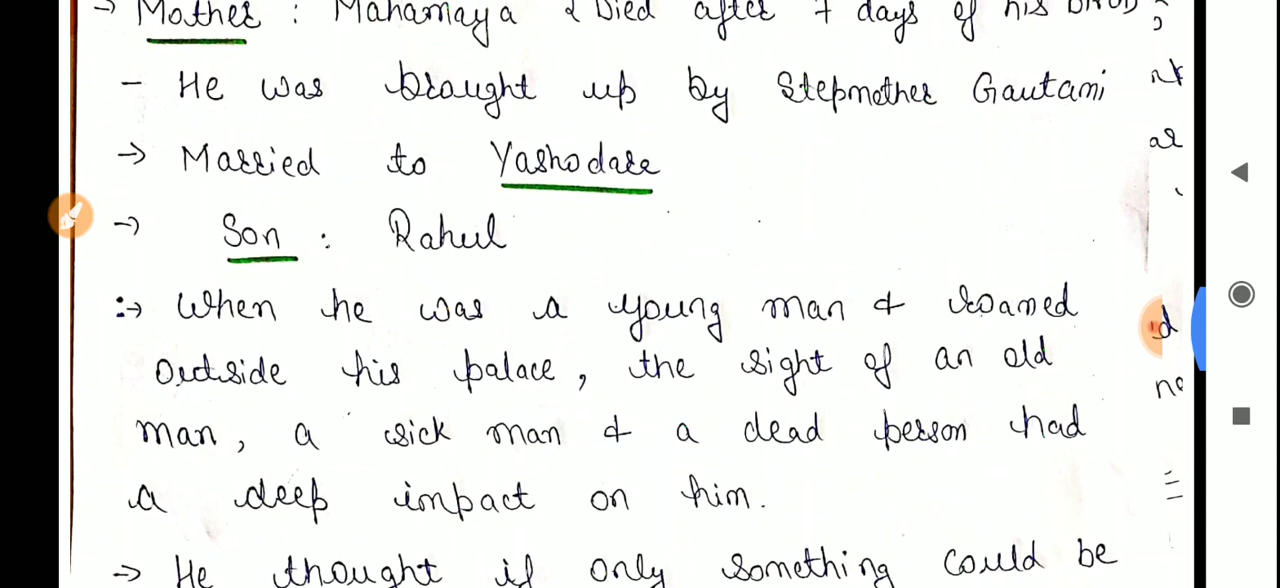 → Mother : Mahamaya & Died after 7 days of his birth
- He was brought up by Stepmother Gautami
→ Married to Yashodare
→ Son : Rahul
:→ When he was a young man & roamed
outside his palace, the sight of an old
man, a sick man & a dead person had
a deep impact on him.
→ He thought if only something could be